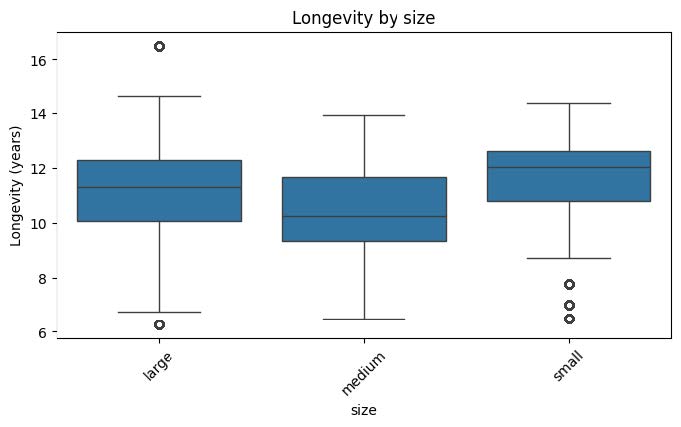 Longevity by size
Longevity (years)
16
14
12
10
8
6
large
medium
small
size